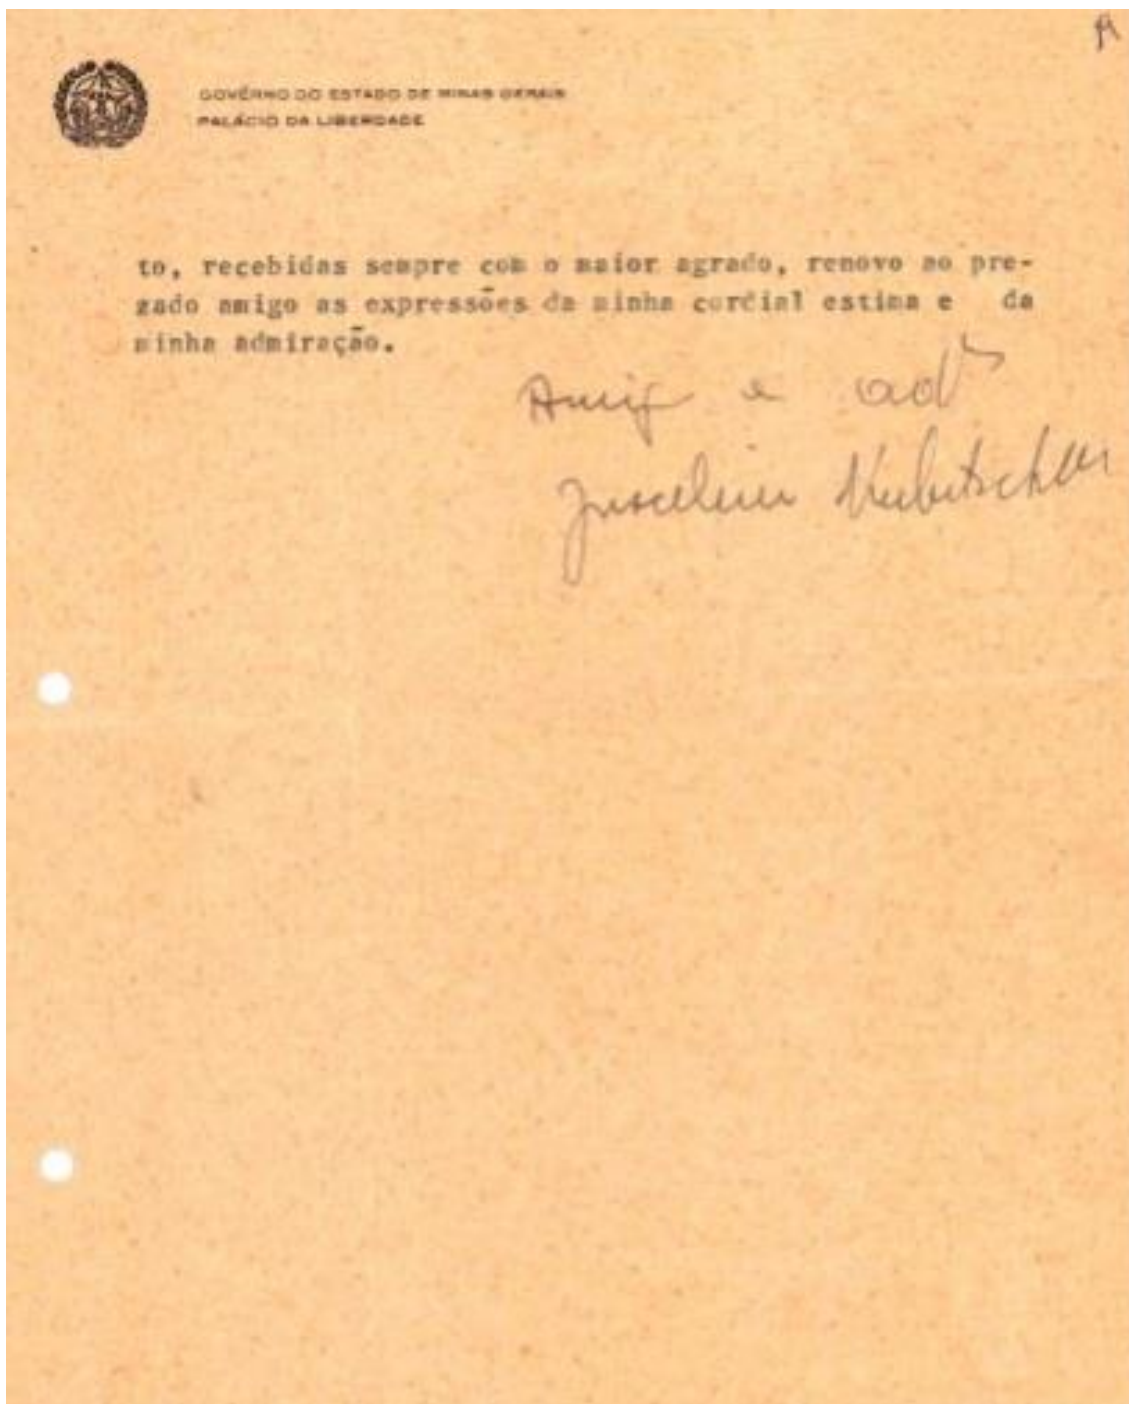 GOVÊRNO DO ESTADO DE MINAS GERAIS
PALÁCIO DA LIBERDADE
to, recebidas sempre com o maior agrado, renovo ao pre-
zado amigo as expressões da minha cordial estima e da
minha admiração.
Amigo e ador
Juscelino Kubitschek